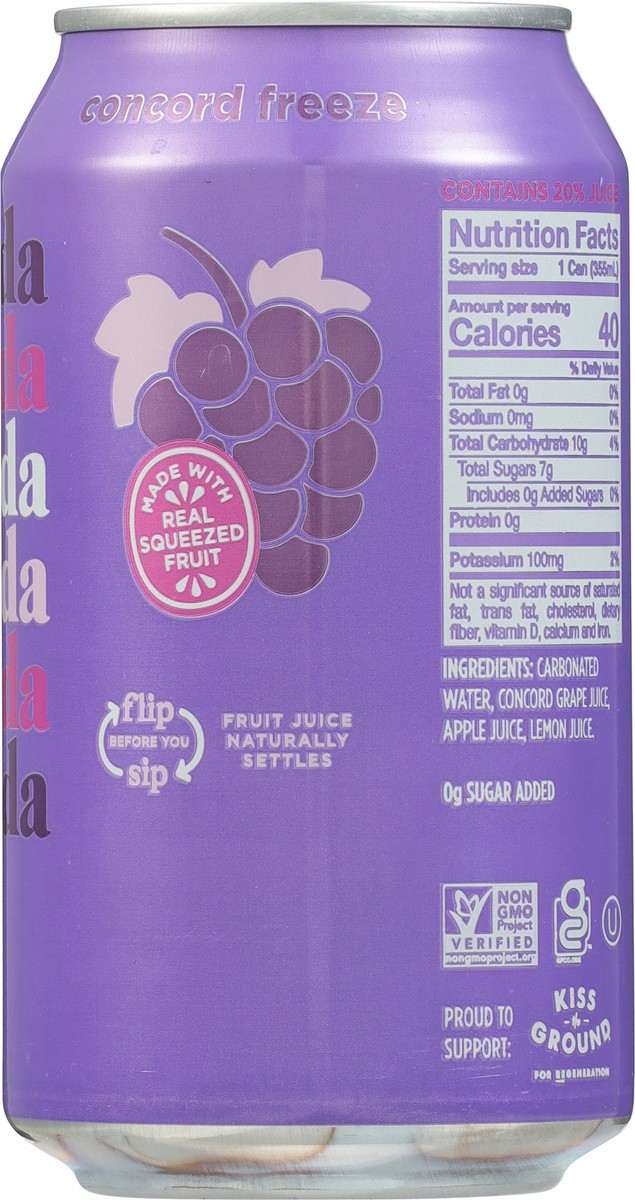 concord freeze
da
da
da
da
da
da
MADE WITH
REAL
SQUEEZED
FRUIT
flip
BEFORE YOU
sip
FRUIT JUICE
NATURALLY
SETTLES
CONTAINS 20% JUICE
Nutrition Facts
Serving size 1 Can (355mL)
Amount per serving
Calories 40
% Daily Value
Total Fat 0g 0%
Sodium 0mg 0%
Total Carbohydrate 10g 4%
Total Sugars 7g
Includes 0g Added Sugars 0%
Protein 0g
Potassium 100mg 2%
Not a significant source of saturated
fat, trans fat, cholesterol, dietary
fiber, vitamin D, calcium and iron.
INGREDIENTS: CARBONATED
WATER, CONCORD GRAPE JUICE,
APPLE JUICE, LEMON JUICE.
0g SUGAR ADDED
NON
GMO
Project
VERIFIED
nongmoproject.org
GFCO.ORG
U
PROUD TO
SUPPORT:
KISS
the
GROUND
FOR REGENERATION